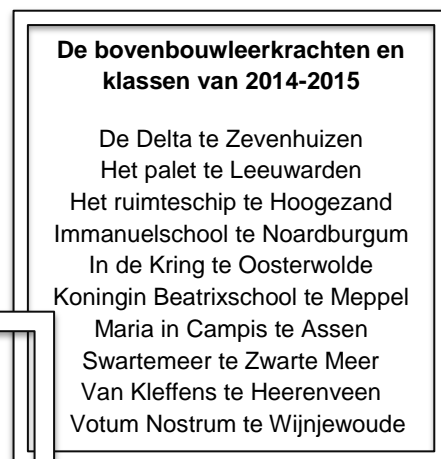 De bovenbouwleerkrachten en
klassen van 2014-2015
De Delta te Zevenhuizen
Het palet te Leeuwarden
Het ruimteschip te Hoogezand
Immanuelschool te Noardburgum
In de Kring te Oosterwolde
Koningin Beatrixschool te Meppel
Maria in Campis te Assen
Swartemeer te Zwarte Meer
Van Kleffens te Heerenveen
Votum Nostrum te Wijnjewoude